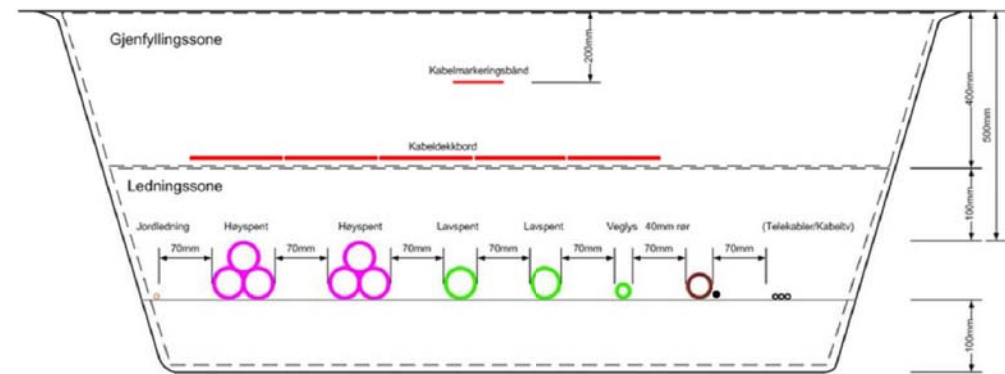 Gjenfyllingssone
200mm
Kabelmarkeringsbånd
400mm
500mm
Kabeldekkbord
Ledningssone
100mm
Jordledning Høyspent Høyspent Lavspent Lavspent Veglys 40mm rør (Telekabler/Kabeltv)
70mm 70mm 70mm 70mm 70mm 70mm 70mm
100mm